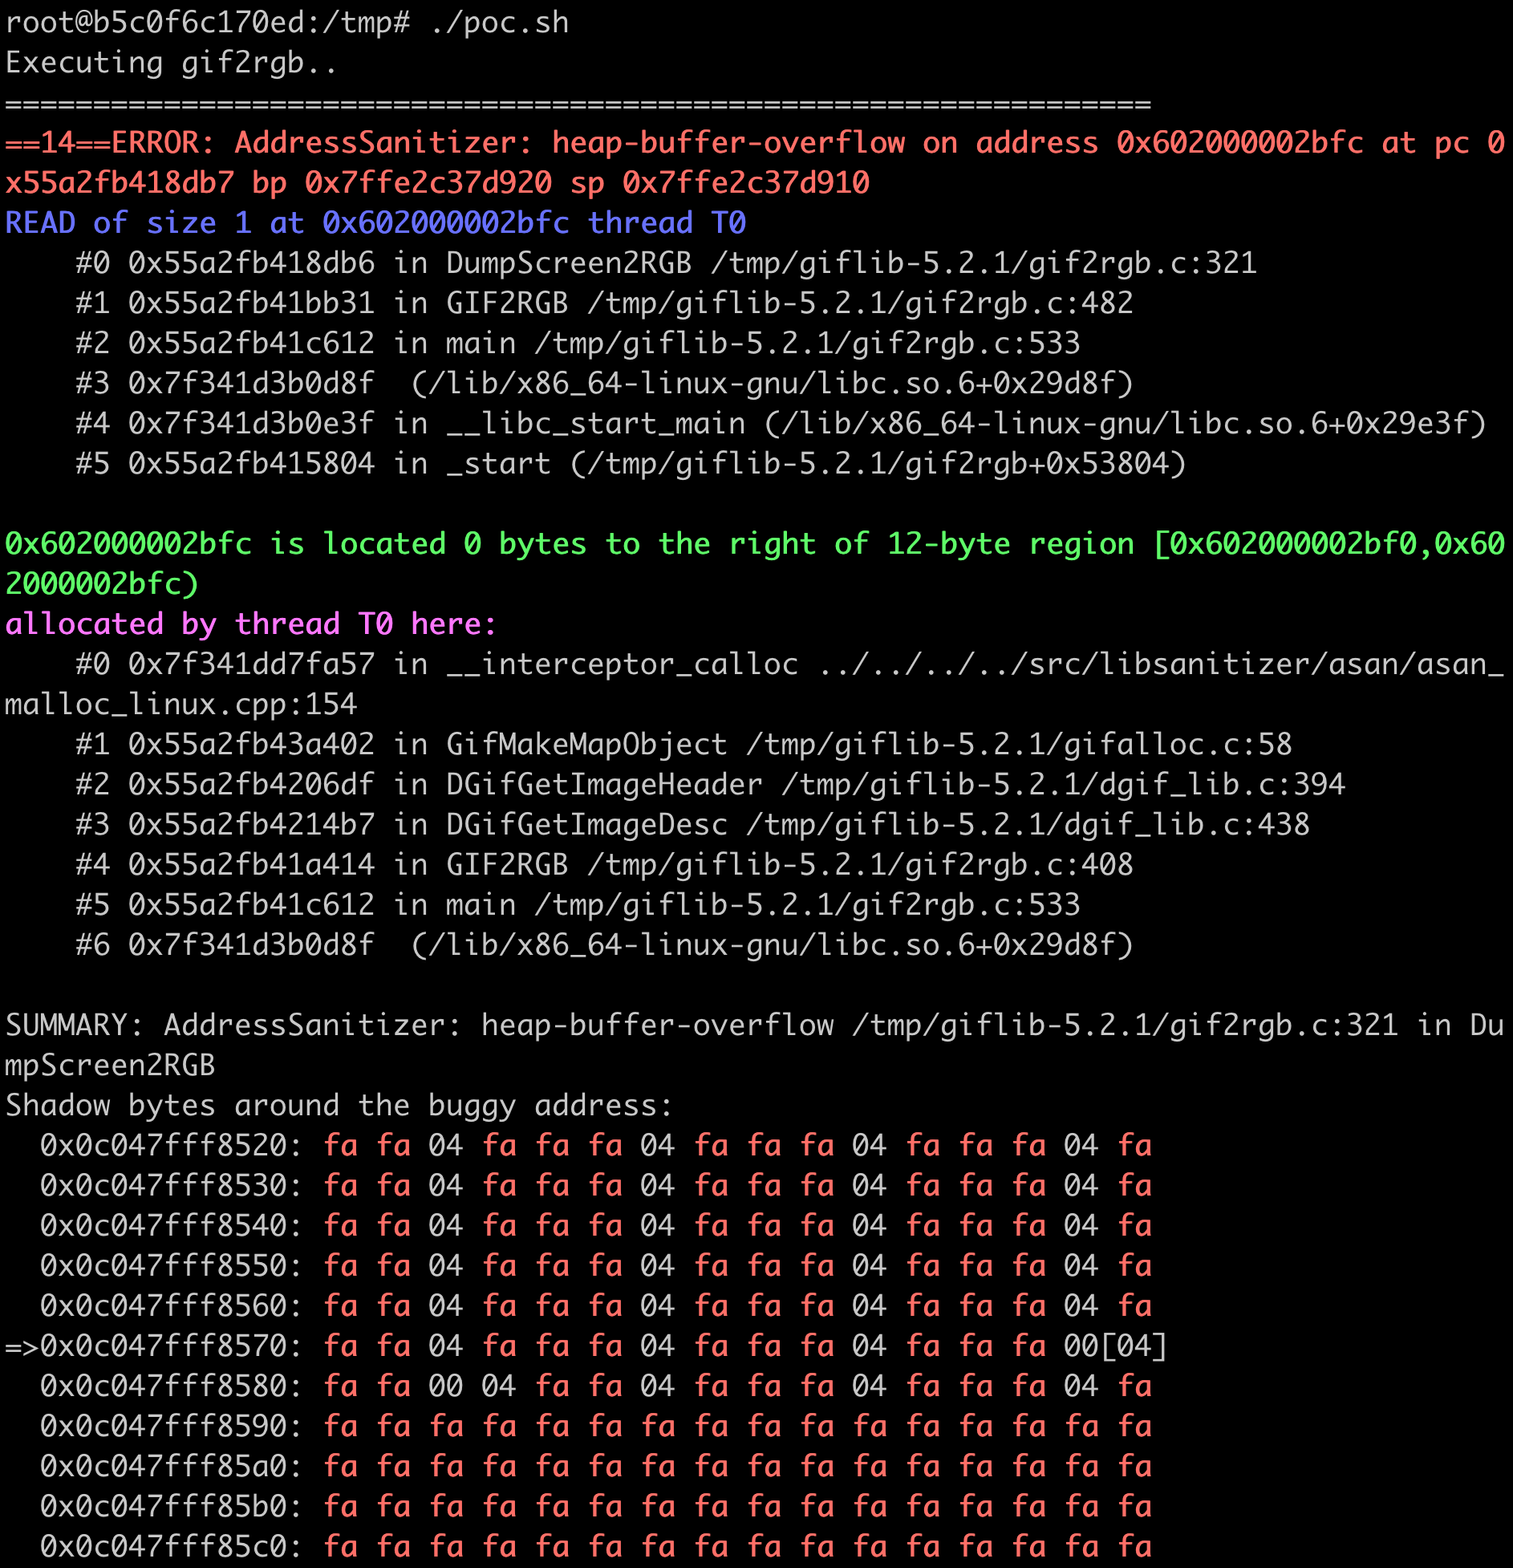 root@b5c0f6c170ed:/tmp# ./poc.sh
Executing gif2rgb..
=================================================================
==14==ERROR: AddressSanitizer: heap-buffer-overflow on address 0x602000002bfc at pc 0
x55a2fb418db7 bp 0x7ffe2c37d920 sp 0x7ffe2c37d910
READ of size 1 at 0x602000002bfc thread T0
    #0 0x55a2fb418db6 in DumpScreen2RGB /tmp/giflib-5.2.1/gif2rgb.c:321
    #1 0x55a2fb41bb31 in GIF2RGB /tmp/giflib-5.2.1/gif2rgb.c:482
    #2 0x55a2fb41c612 in main /tmp/giflib-5.2.1/gif2rgb.c:533
    #3 0x7f341d3b0d8f  (/lib/x86_64-linux-gnu/libc.so.6+0x29d8f)
    #4 0x7f341d3b0e3f in __libc_start_main (/lib/x86_64-linux-gnu/libc.so.6+0x29e3f)
    #5 0x55a2fb415804 in _start (/tmp/giflib-5.2.1/gif2rgb+0x53804)

0x602000002bfc is located 0 bytes to the right of 12-byte region [0x602000002bf0,0x60
2000002bfc)
allocated by thread T0 here:
    #0 0x7f341dd7fa57 in __interceptor_calloc ../../../../src/libsanitizer/asan/asan_
malloc_linux.cpp:154
    #1 0x55a2fb43a402 in GifMakeMapObject /tmp/giflib-5.2.1/gifalloc.c:58
    #2 0x55a2fb4206df in DGifGetImageHeader /tmp/giflib-5.2.1/dgif_lib.c:394
    #3 0x55a2fb4214b7 in DGifGetImageDesc /tmp/giflib-5.2.1/dgif_lib.c:438
    #4 0x55a2fb41a414 in GIF2RGB /tmp/giflib-5.2.1/gif2rgb.c:408
    #5 0x55a2fb41c612 in main /tmp/giflib-5.2.1/gif2rgb.c:533
    #6 0x7f341d3b0d8f  (/lib/x86_64-linux-gnu/libc.so.6+0x29d8f)

SUMMARY: AddressSanitizer: heap-buffer-overflow /tmp/giflib-5.2.1/gif2rgb.c:321 in Du
mpScreen2RGB
Shadow bytes around the buggy address:
  0x0c047fff8520: fa fa 04 fa fa fa 04 fa fa fa 04 fa fa fa 04 fa
  0x0c047fff8530: fa fa 04 fa fa fa 04 fa fa fa 04 fa fa fa 04 fa
  0x0c047fff8540: fa fa 04 fa fa fa 04 fa fa fa 04 fa fa fa 04 fa
  0x0c047fff8550: fa fa 04 fa fa fa 04 fa fa fa 04 fa fa fa 04 fa
  0x0c047fff8560: fa fa 04 fa fa fa 04 fa fa fa 04 fa fa fa 04 fa
=>0x0c047fff8570: fa fa 04 fa fa fa 04 fa fa fa 04 fa fa fa 00[04]
  0x0c047fff8580: fa fa 00 04 fa fa 04 fa fa fa 04 fa fa fa 04 fa
  0x0c047fff8590: fa fa fa fa fa fa fa fa fa fa fa fa fa fa fa fa
  0x0c047fff85a0: fa fa fa fa fa fa fa fa fa fa fa fa fa fa fa fa
  0x0c047fff85b0: fa fa fa fa fa fa fa fa fa fa fa fa fa fa fa fa
  0x0c047fff85c0: fa fa fa fa fa fa fa fa fa fa fa fa fa fa fa fa